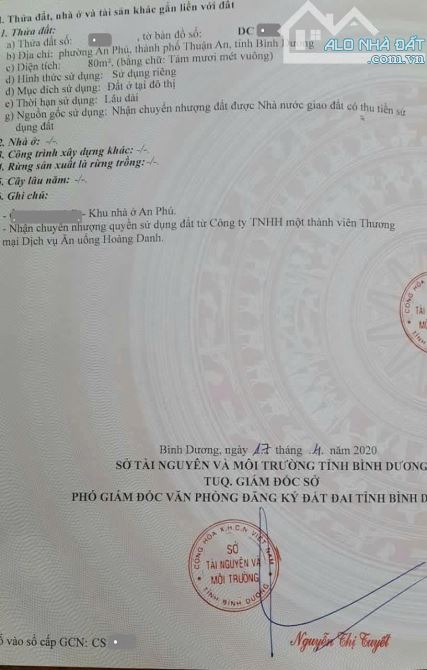 I. Thửa đất, nhà ở và tài sản khác gắn liền với đất
1. Thửa đất:
a) Thửa đất số: , tờ bản đồ số: DC
b) Địa chỉ: phường An Phú, thành phố Thuận An, tỉnh Bình Dương
c) Diện tích: 80m², (bằng chữ: Tám mươi mét vuông)
d) Hình thức sử dụng: Sử dụng riêng
đ) Mục đích sử dụng: Đất ở tại đô thị
e) Thời hạn sử dụng: Lâu dài
g) Nguồn gốc sử dụng: Nhận chuyển nhượng đất được Nhà nước giao đất có thu tiền sử
dụng đất
2. Nhà ở: -/-.
3. Công trình xây dựng khác: -/-.
4. Rừng sản xuất là rừng trồng: -/-.
5. Cây lâu năm: -/-.
6. Ghi chú:
- Khu nhà ở An Phú.
- Nhận chuyển nhượng quyền sử dụng đất từ Công ty TNHH một thành viên Thương
mại Dịch vụ Ăn uống Hoàng Danh.
Bình Dương, ngày 17 tháng 4 năm 2020
SỞ TÀI NGUYÊN VÀ MÔI TRƯỜNG TỈNH BÌNH DƯƠNG
TUQ. GIÁM ĐỐC SỞ
PHÓ GIÁM ĐỐC VĂN PHÒNG ĐĂNG KÝ ĐẤT ĐAI TỈNH BÌNH D
CỘNG HÒA X.H.C.N VIỆT NAM
SỞ
TÀI NGUYÊN VÀ
MÔI TRƯỜNG
TỈNH BÌNH DƯƠNG
Nguyễn Thị Tuyết
ố vào sổ cấp GCN: CS
ALO NHÀ ĐẤT
.com.vn